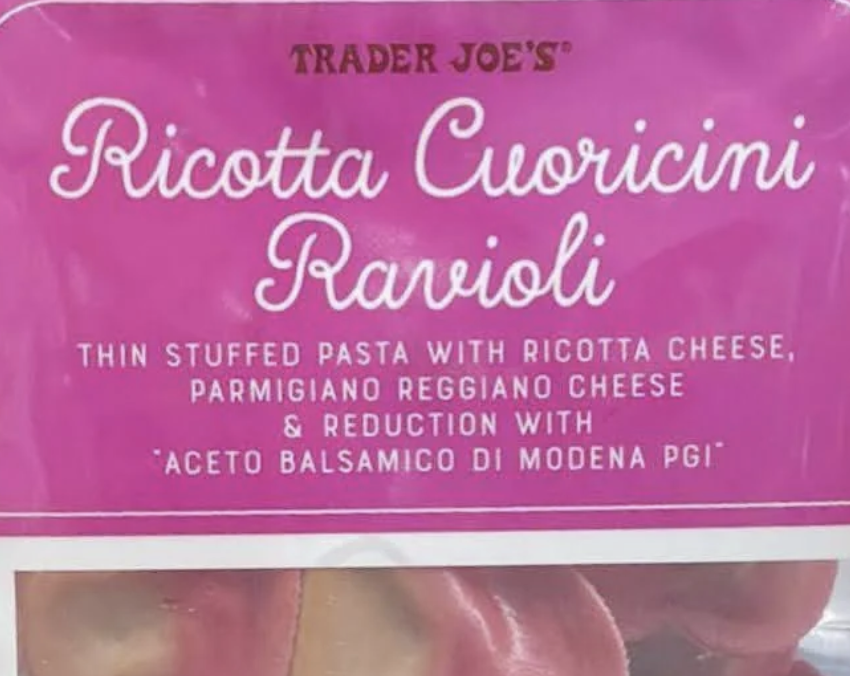 TRADER JOE'S®
Ricotta Cuoricini
Ravioli
THIN STUFFED PASTA WITH RICOTTA CHEESE,
PARMIGIANO REGGIANO CHEESE
& REDUCTION WITH
"ACETO BALSAMICO DI MODENA PGI"